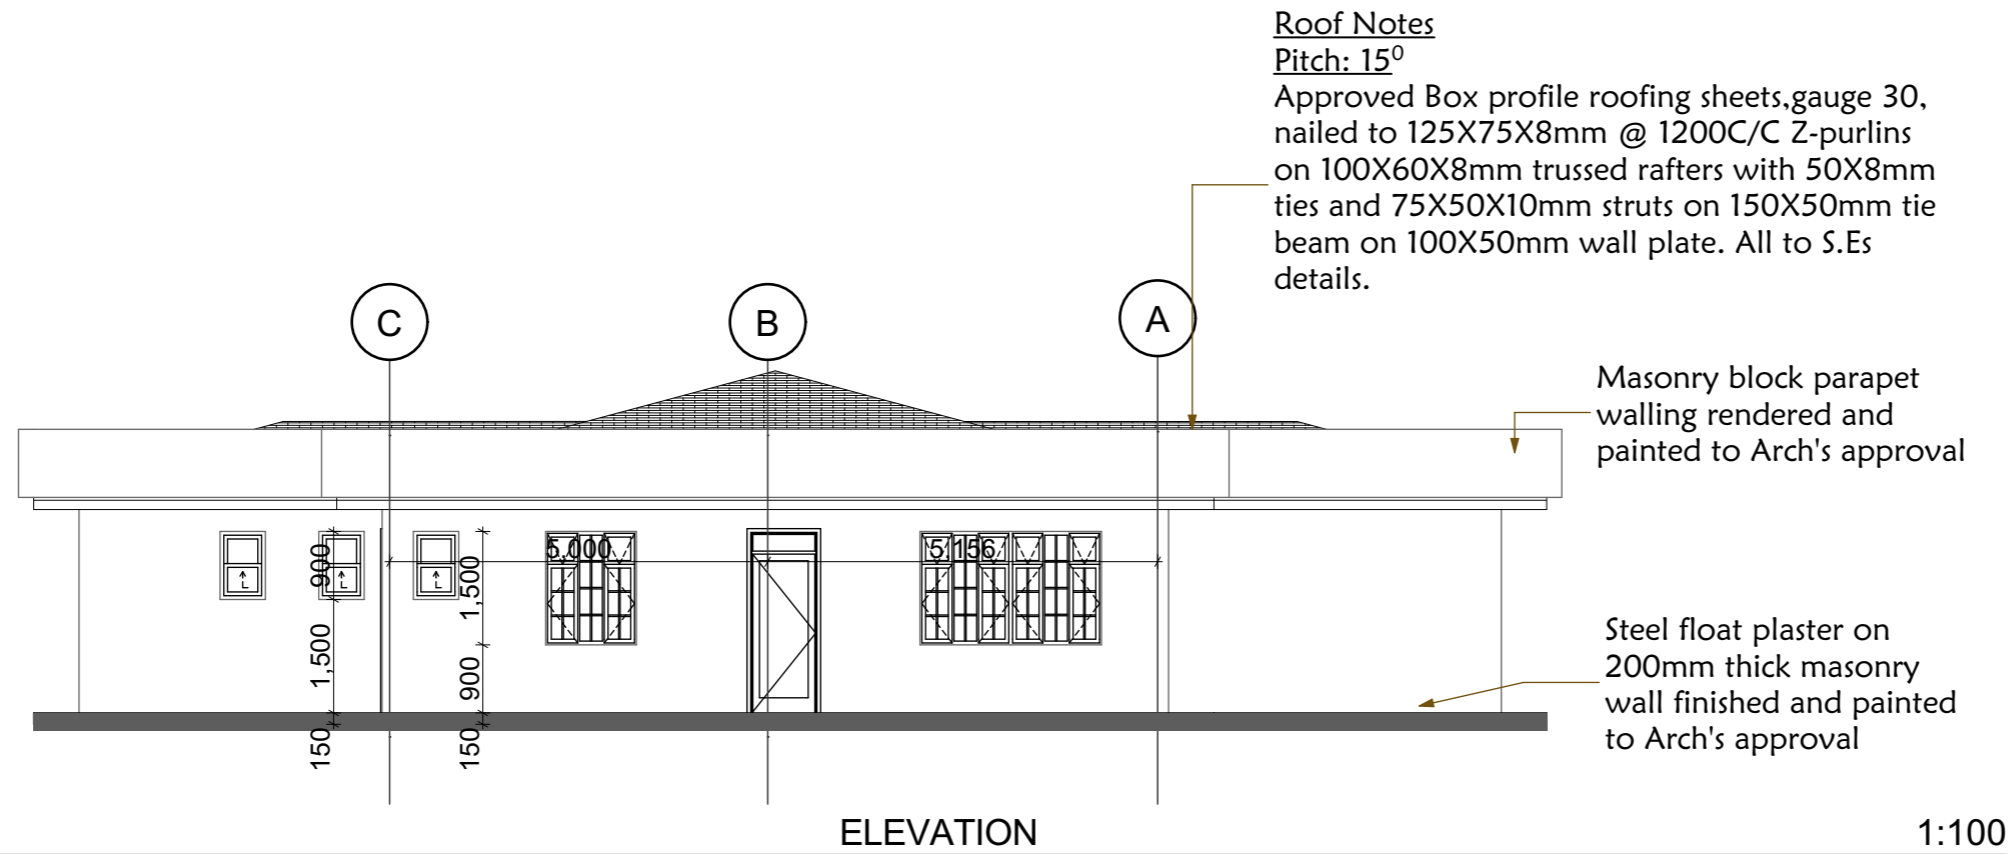 Roof Notes
Pitch: 15⁰
Approved Box profile roofing sheets,gauge 30,
nailed to 125X75X8mm @ 1200C/C Z-purlins
on 100X60X8mm trussed rafters with 50X8mm
ties and 75X50X10mm struts on 150X50mm tie
beam on 100X50mm wall plate. All to S.Es
details.
C
B
A
Masonry block parapet
walling rendered and
painted to Arch's approval
5,000
5,156
900
1,500
150
1,500
900
150
L
L
L
Steel float plaster on
200mm thick masonry
wall finished and painted
to Arch's approval
ELEVATION
1:100